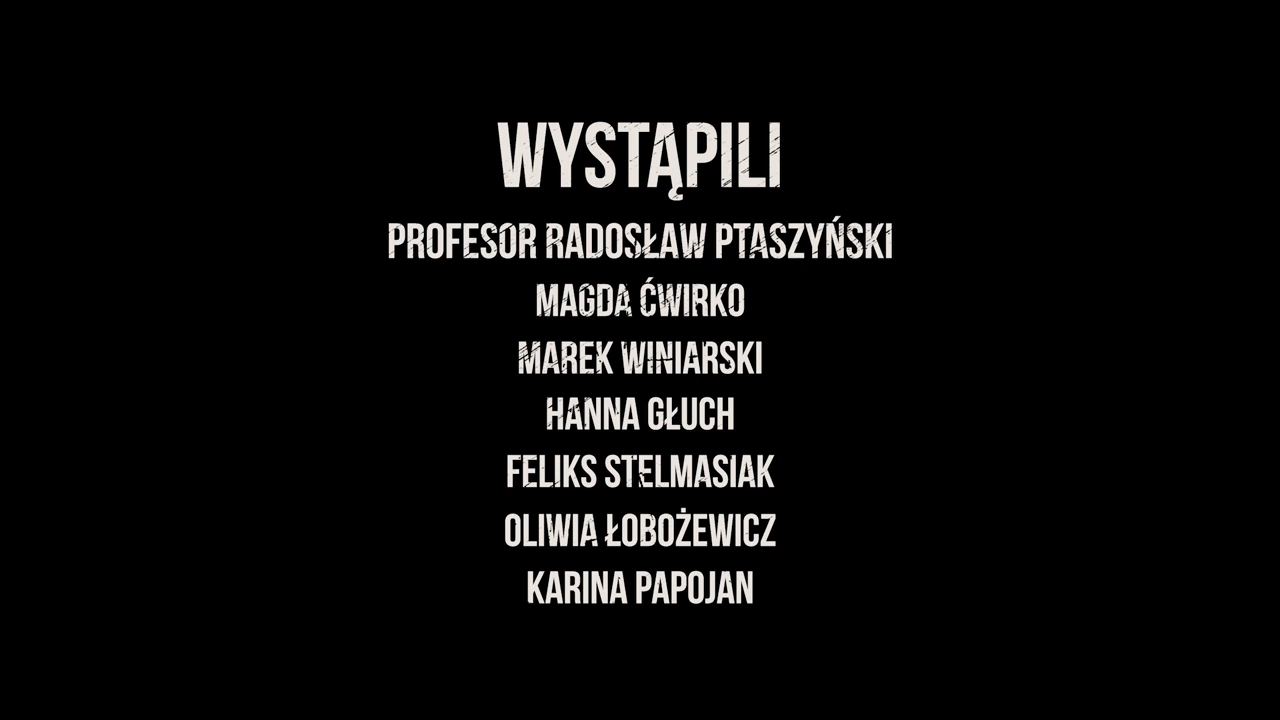 WYSTĄPILI
PROFESOR RADOSŁAW PTASZYŃSKI
MAGDA ĆWIRKO
MAREK WINIARSKI
HANNA GŁUCH
FELIKS STELMASIAK
OLIWIA ŁOBOŻEWICZ
KARINA PAPOJAN